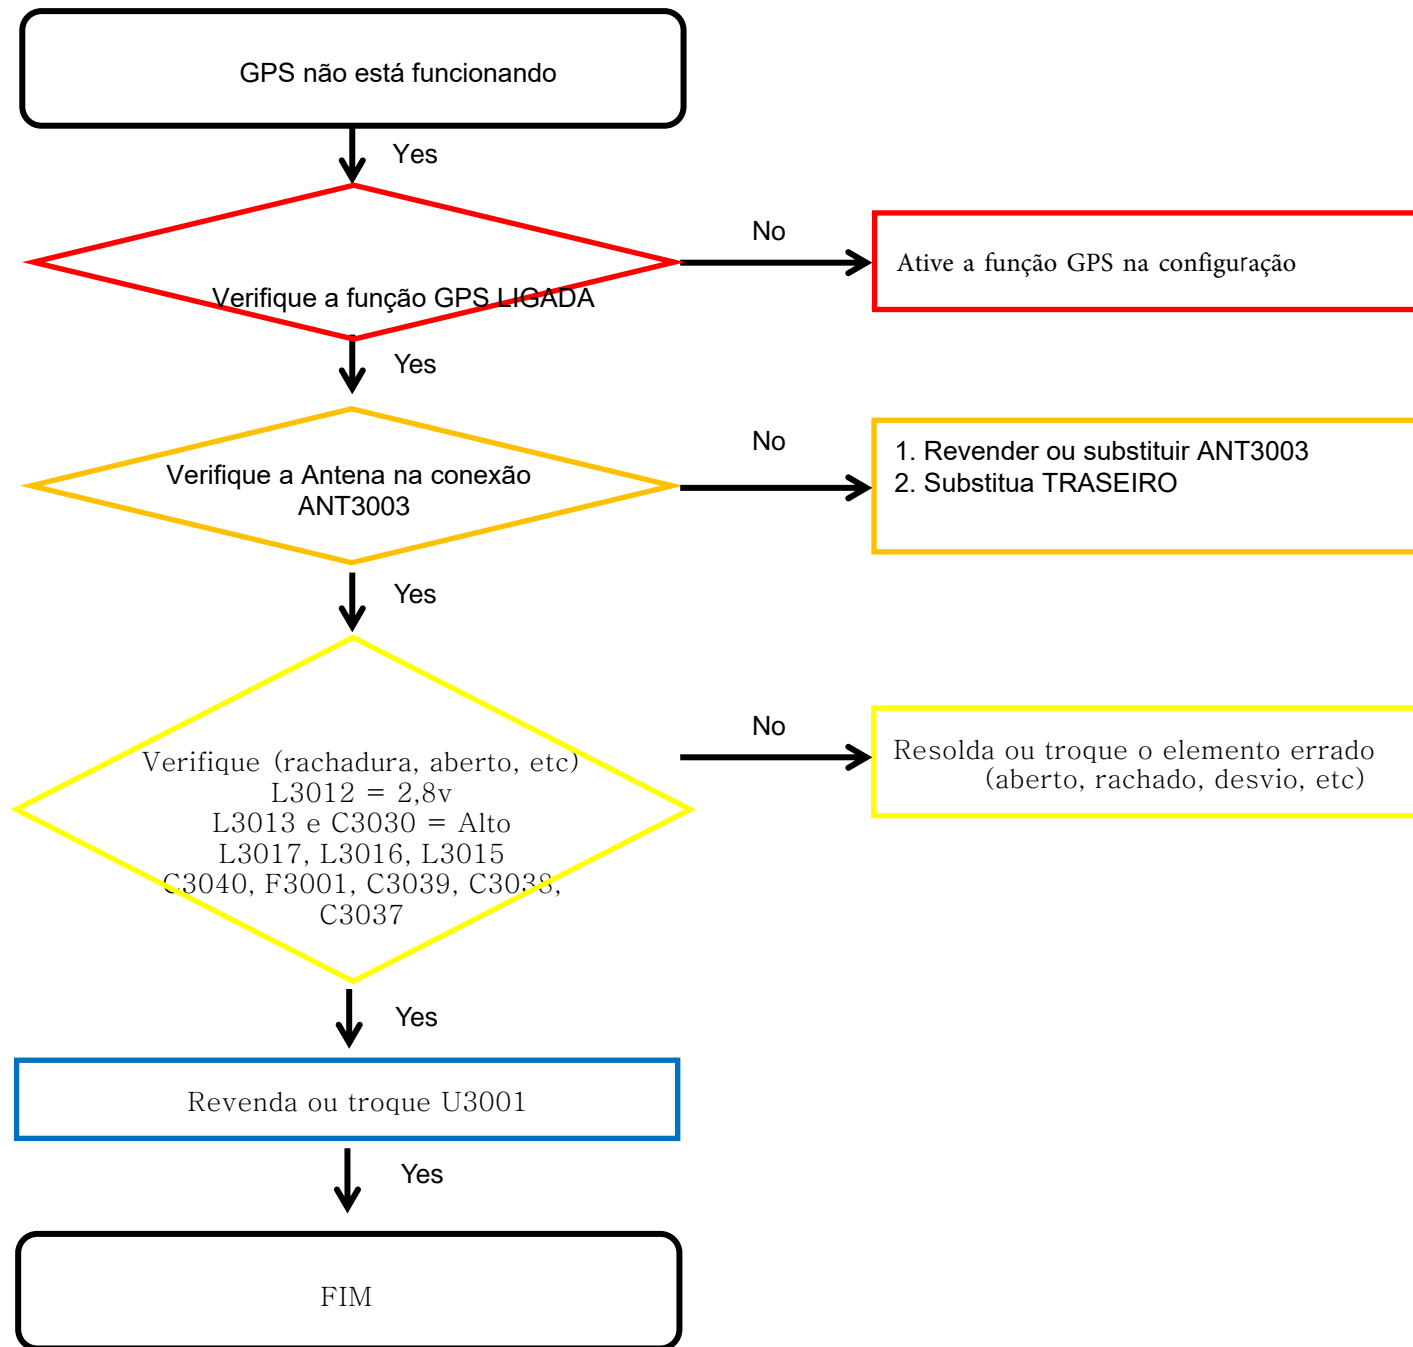 GPS não está funcionando
Yes
No
Verifique a função GPS LIGADA
Ative a função GPS na configuração
Yes
No
Verifique a Antena na conexão
ANT3003
1. Revender ou substituir ANT3003
2. Substitua TRASEIRO
Yes
No
Verifique (rachadura, aberto, etc)
L3012 = 2,8v
L3013 e C3030 = Alto
L3017, L3016, L3015
C3040, F3001, C3039, C3038,
C3037
Resolda ou troque o elemento errado
(aberto, rachado, desvio, etc)
Yes
Revenda ou troque U3001
Yes
FIM